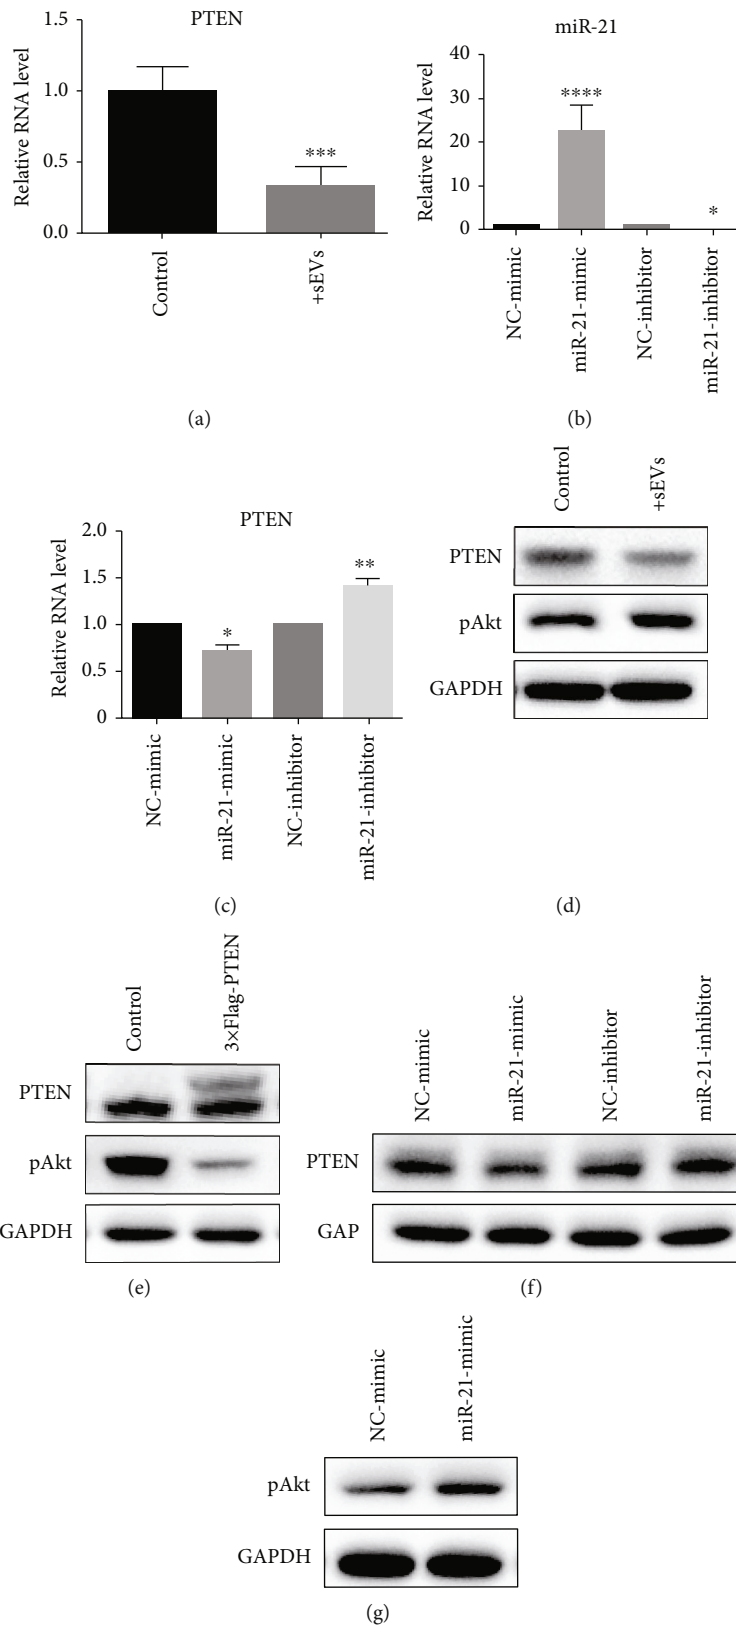 PTEN
Relative RNA level
1.5
1.0
0.5
0.0
***
Control
+sEVs
(a)
miR-21
Relative RNA level
40
30
20
10
0
****
*
NC-mimic
miR-21-mimic
NC-inhibitor
miR-21-inhibitor
(b)
PTEN
Relative RNA level
2.0
1.5
1.0
0.5
0
*
**
NC-mimic
miR-21-mimic
NC-inhibitor
miR-21-inhibitor
(c)
Control
+sEVs
PTEN
pAkt
GAPDH
(d)
Control
3×Flag-PTEN
PTEN
pAkt
GAPDH
(e)
NC-mimic
miR-21-mimic
NC-inhibitor
miR-21-inhibitor
PTEN
GAP
(f)
NC-mimic
miR-21-mimic
pAkt
GAPDH
(g)